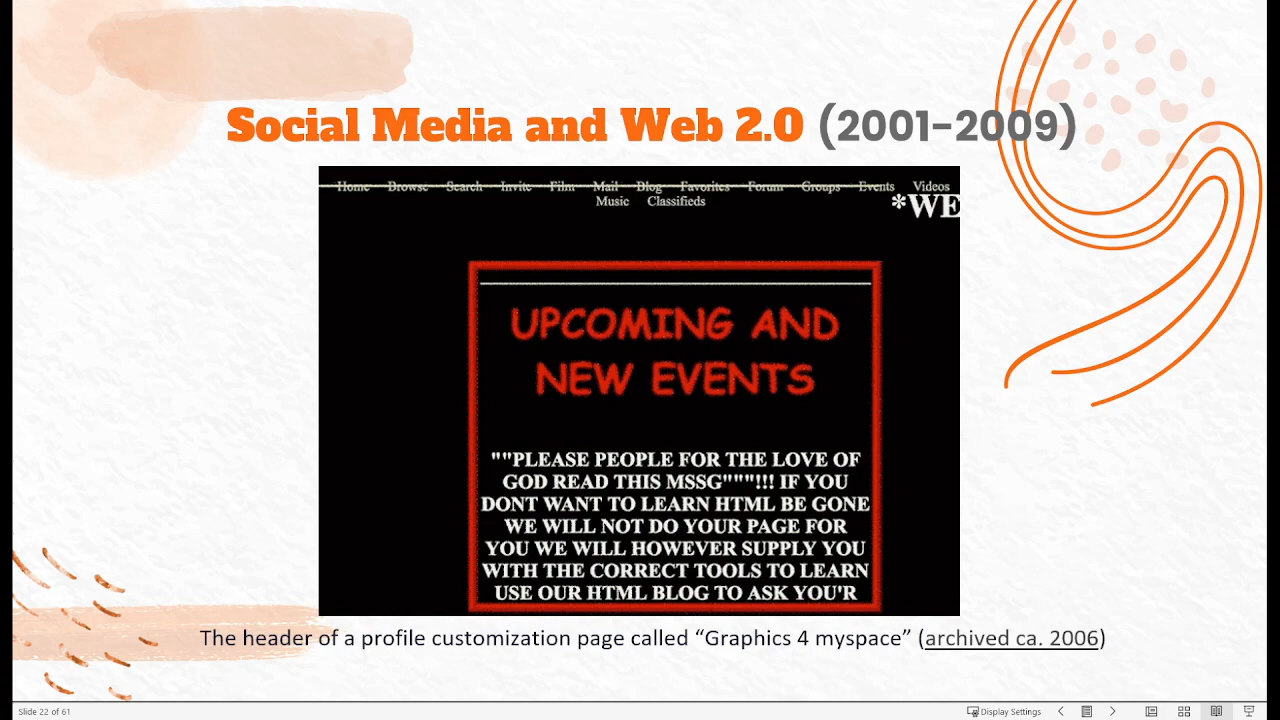 Social Media and Web 2.0 (2001-2009)
Home Browse Search Invite Film Mail Blog Favorites Forum Groups Events Videos
Music Classifieds
*WE
UPCOMING AND
NEW EVENTS
""PLEASE PEOPLE FOR THE LOVE OF
GOD READ THIS MSSG"""!!! IF YOU
DONT WANT TO LEARN HTML BE GONE
WE WILL NOT DO YOUR PAGE FOR
YOU WE WILL HOWEVER SUPPLY YOU
WITH THE CORRECT TOOLS TO LEARN
USE OUR HTML BLOG TO ASK YOU'R
The header of a profile customization page called “Graphics 4 myspace” (archived ca. 2006)
Slide 22 of 61
Display Settings